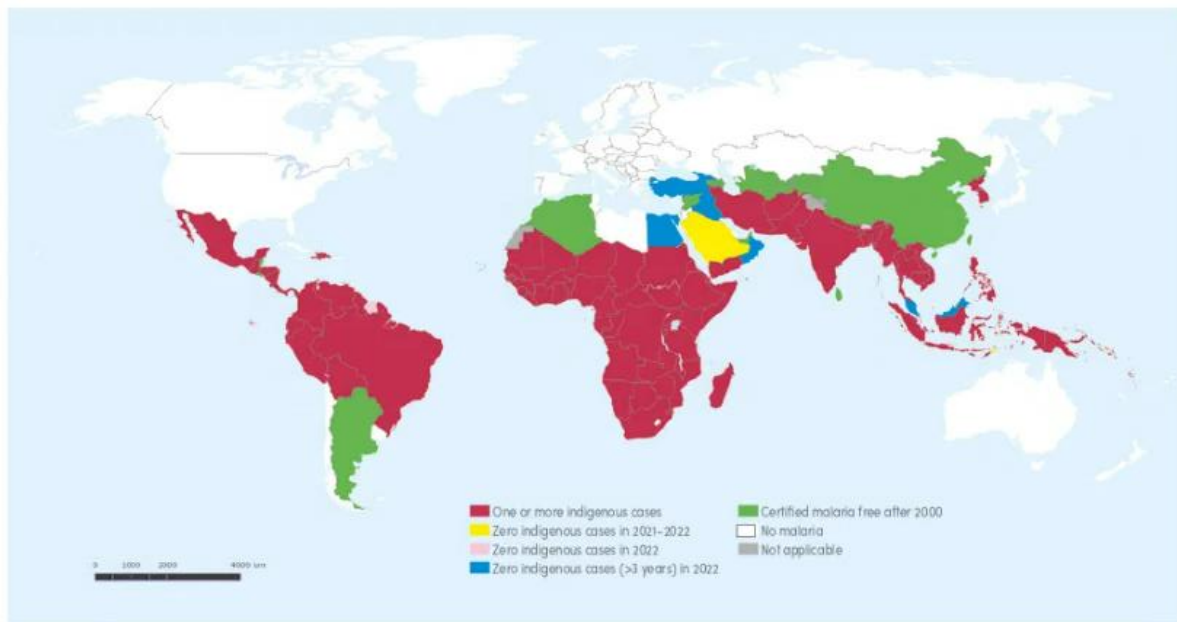 One or more indigenous cases
Zero indigenous cases in 2021–2022
Zero indigenous cases in 2022
Zero indigenous cases (>3 years) in 2022
Certified malaria free after 2000
No malaria
Not applicable
0 1000 2000 4000 km